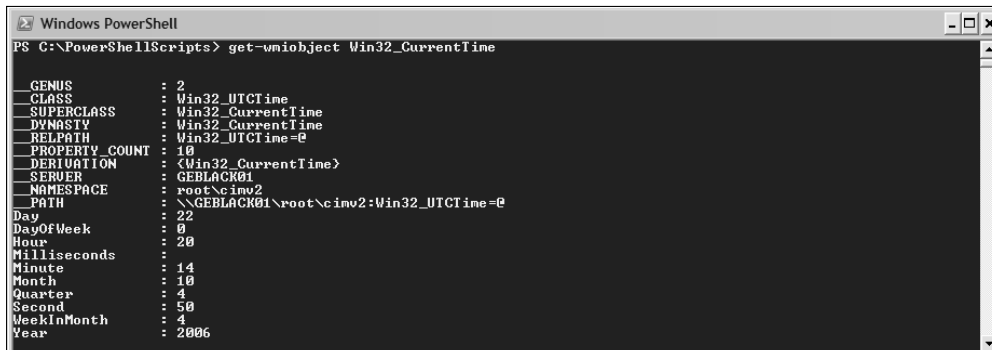 Windows PowerShell
PS C:\PowerShellScripts> get-wmiobject Win32_CurrentTime
__GENUS : 2
__CLASS : Win32_UTCTime
__SUPERCLASS : Win32_CurrentTime
__DYNASTY : Win32_CurrentTime
__RELPATH : Win32_UTCTime=@
__PROPERTY_COUNT : 10
__DERIVATION : {Win32_CurrentTime}
__SERVER : GEBLACK01
__NAMESPACE : root\cimv2
__PATH : \\GEBLACK01\root\cimv2:Win32_UTCTime=@
Day : 22
DayOfWeek : 0
Hour : 20
Milliseconds :
Minute : 14
Month : 10
Quarter : 4
Second : 50
WeekInMonth : 4
Year : 2006